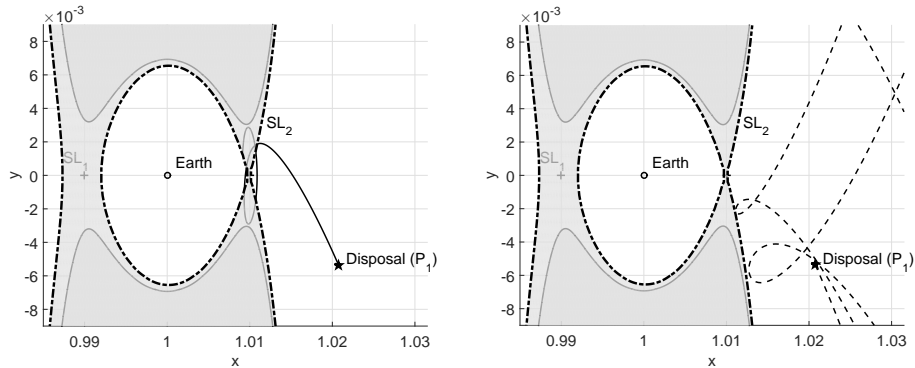 ×10⁻³
8
6
4
2
0
-2
-4
-6
-8
y
SL₁
Earth
SL₂
Disposal (P₁)
0.99
1
1.01
1.02
1.03
x
×10⁻³
8
6
4
2
0
-2
-4
-6
-8
y
SL₁
Earth
SL₂
Disposal (P₁)
0.99
1
1.01
1.02
1.03
x